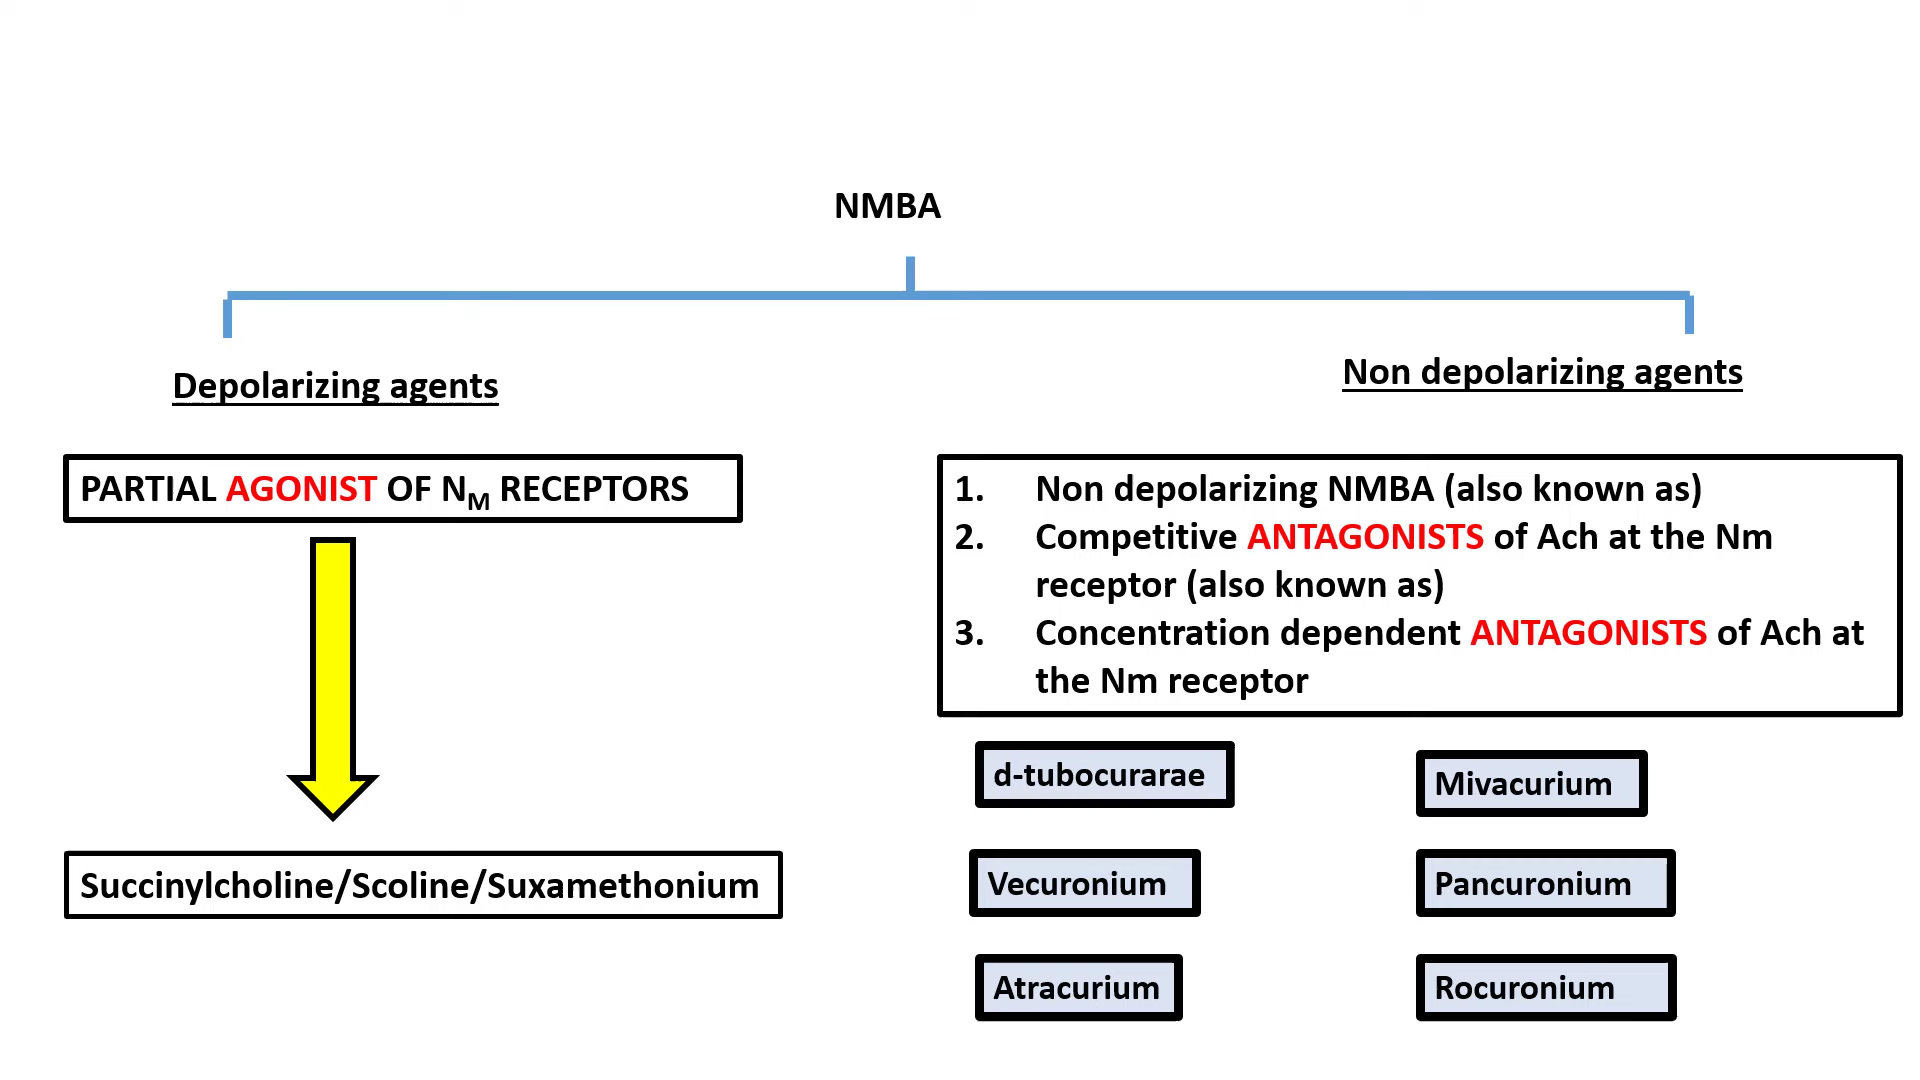 NMBA
Depolarizing agents
Non depolarizing agents
PARTIAL AGONIST OF NM RECEPTORS
1. Non depolarizing NMBA (also known as)
2. Competitive ANTAGONISTS of Ach at the Nm
receptor (also known as)
3. Concentration dependent ANTAGONISTS of Ach at
the Nm receptor
Succinylcholine/Scoline/Suxamethonium
d-tubocurarae
Mivacurium
Vecuronium
Pancuronium
Atracurium
Rocuronium